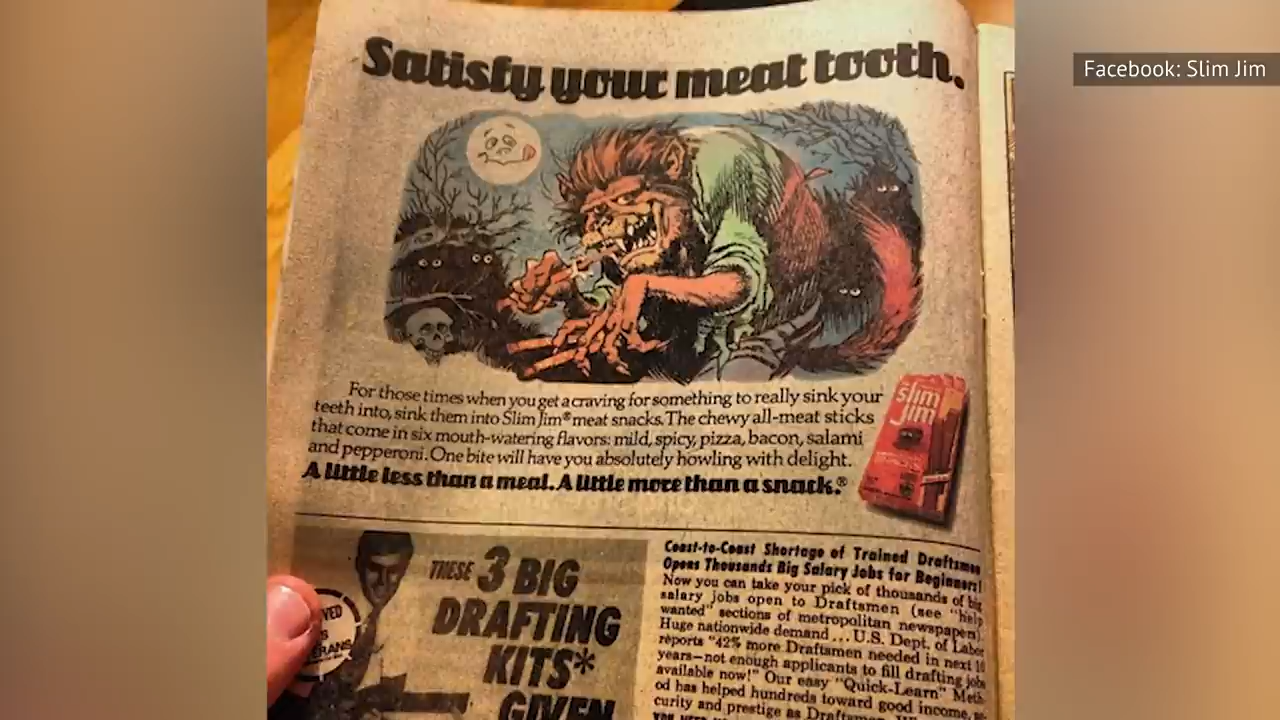 Facebook: Slim Jim
Satisfy your meat tooth.
For those times when you get a craving for something to really sink your
teeth into, sink them into Slim Jim® meat snacks. The chewy all-meat sticks
that come in six mouth-watering flavors: mild, spicy, pizza, bacon, salami
and pepperoni. One bite will have you absolutely howling with delight.
A little less than a meal. A little more than a snack.®
slim
jim
THESE 3 BIG
DRAFTING
KITS*
GIVEN
Coast-to-Coast Shortage of Trained Draftsmen
Opens Thousands Big Salary Jobs for Beginners!
Now you can take your pick of thousands of big
salary jobs open to Draftsmen (see "help
wanted" sections of metropolitan newspapers).
Huge nationwide demand ... U.S. Dept. of Labor
reports "42% more Draftsmen needed in next 10
years—not enough applicants to fill drafting jobs
available now!" Our easy "Quick-Learn" Meth-
od has helped hundreds toward good income, se-
curity and prestige as Draftsmen.